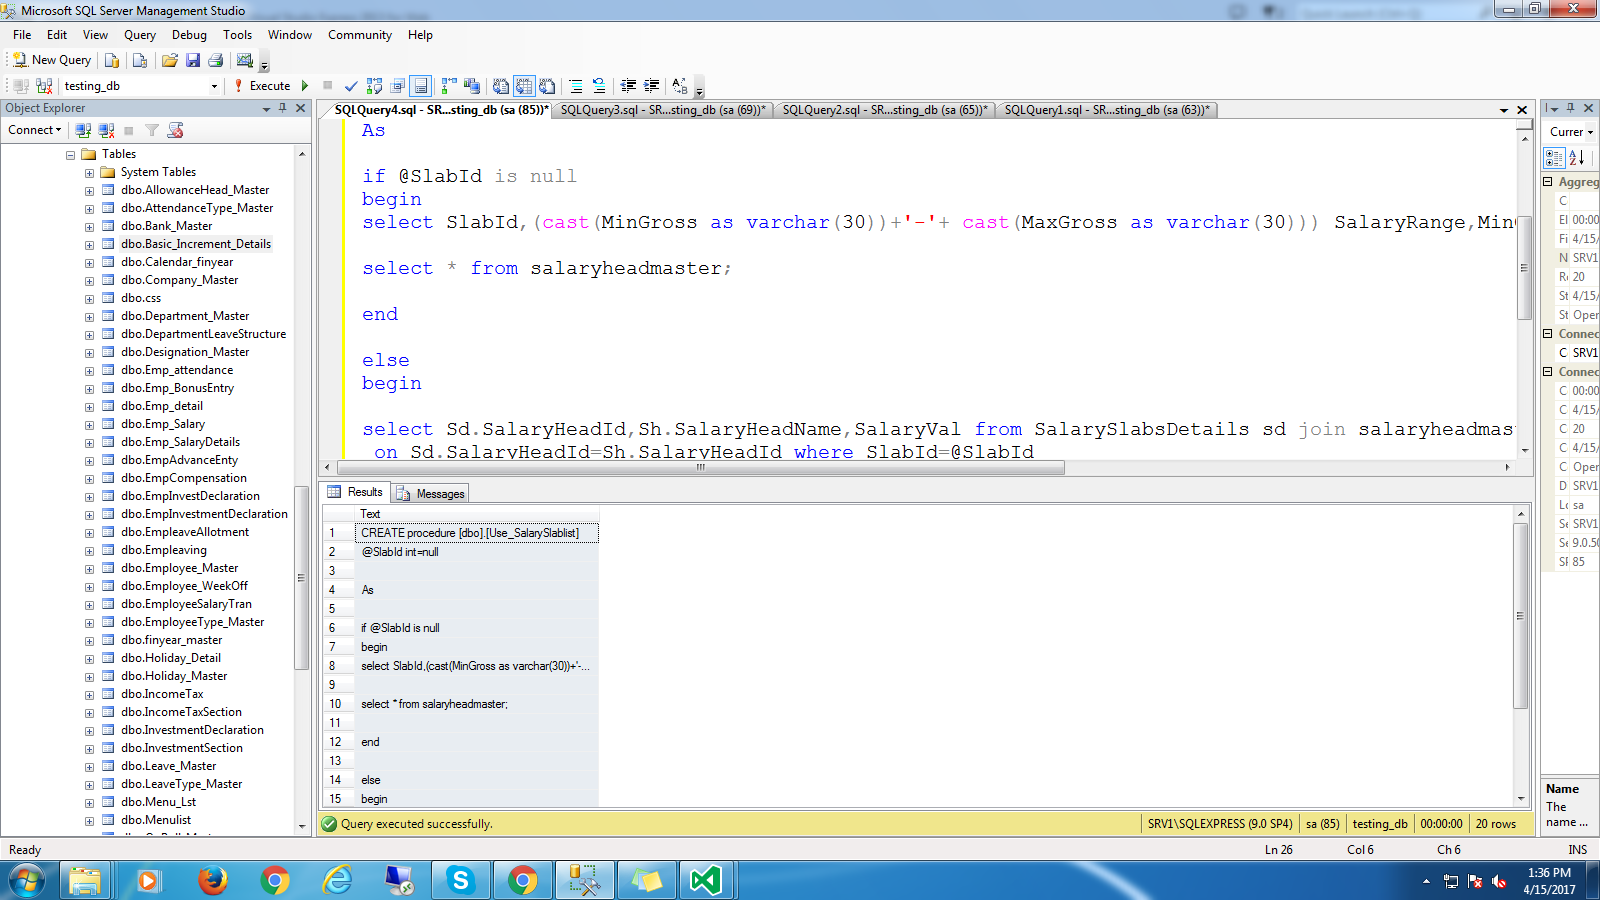 Microsoft SQL Server Management Studio
File Edit View Query Debug Tools Window Community Help
New Query
testing_db
Execute
Object Explorer
Connect
Tables
System Tables
dbo.AllowanceHead_Master
dbo.AttendanceType_Master
dbo.Bank_Master
dbo.Basic_Increment_Details
dbo.Calendar_finyear
dbo.Company_Master
dbo.css
dbo.Department_Master
dbo.DepartmentLeaveStructure
dbo.Designation_Master
dbo.Emp_attendance
dbo.Emp_BonusEntry
dbo.Emp_detail
dbo.Emp_Salary
dbo.Emp_SalaryDetails
dbo.EmpAdvanceEnty
dbo.EmpCompensation
dbo.EmpInvestDeclaration
dbo.EmpInvestmentDeclaration
dbo.EmpleaveAllotment
dbo.Empleaving
dbo.Employee_Master
dbo.Employee_WeekOff
dbo.EmployeeSalaryTran
dbo.EmployeeType_Master
dbo.finyear_master
dbo.Holiday_Detail
dbo.Holiday_Master
dbo.IncomeTax
dbo.IncomeTaxSection
dbo.InvestmentDeclaration
dbo.InvestmentSection
dbo.Leave_Master
dbo.LeaveType_Master
dbo.Menu_Lst
dbo.Menulist
SQLQuery4.sql - SR...sting_db (sa (85))* SQLQuery3.sql - SR...sting_db (sa (69))* SQLQuery2.sql - SR...sting_db (sa (65))* SQLQuery1.sql - SR...sting_db (sa (63))*
As
if @SlabId is null
begin
select SlabId,(cast(MinGross as varchar(30))+'-'+ cast(MaxGross as varchar(30))) SalaryRange,Min
select * from salaryheadmaster;
end
else
begin
select Sd.SalaryHeadId,Sh.SalaryHeadName,SalaryVal from SalarySlabsDetails sd join salaryheadmas
on Sd.SalaryHeadId=Sh.SalaryHeadId where SlabId=@SlabId
Results Messages
Text
1 CREATE procedure [dbo].[Use_SalarySlablist]
2 @SlabId int=null
3
4 As
5
6 if @SlabId is null
7 begin
8 select SlabId,(cast(MinGross as varchar(30))+'-...
9
10 select * from salaryheadmaster;
11
12 end
13
14 else
15 begin
Query executed successfully.
SRV1\SQLEXPRESS (9.0 SP4) sa (85) testing_db 00:00:00 20 rows
Currer
Aggreg
C
El 00:00
Fi 4/15/
N SRV1
R 20
St 4/15/
St Oper
Connec
C SRV1
Connec
C 00:00
C 4/15/
C 20
C 4/15/
C Oper
D SRV1
Lo sa
Se SRV1
Se 9.0.50
SF 85
Name
The
name ...
Ready
Ln 26 Col 6 Ch 6 INS
1:36 PM
4/15/2017